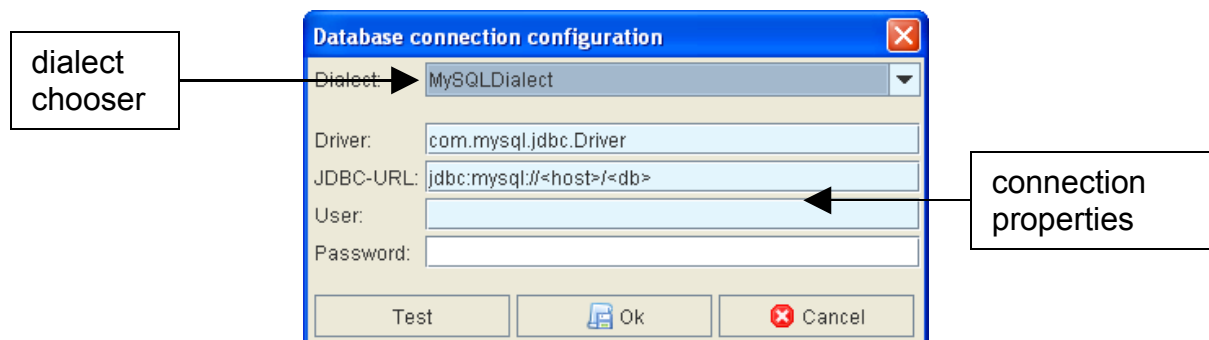 Database connection configuration
dialect
chooser
Dialect: MySQLDialect
Driver: com.mysql.jdbc.Driver
JDBC-URL: jdbc:mysql://<host>/<db>
User:
Password:
connection
properties
Test Ok Cancel